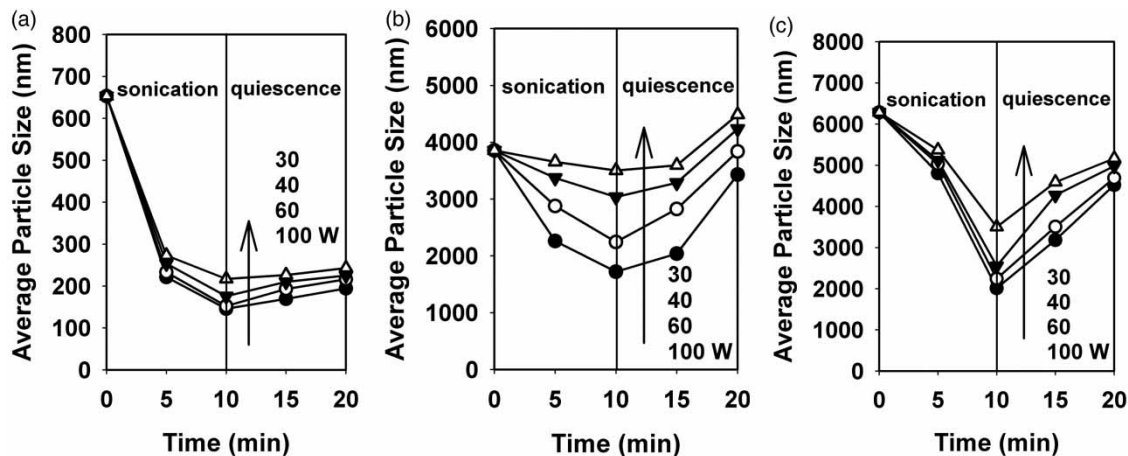 (a)
Average Particle Size (nm)
800
700
600
500
400
300
200
100
0
sonication quiescence
30
40
60
100 W
0 5 10 15 20
Time (min)
(b)
Average Particle Size (nm)
6000
5000
4000
3000
2000
1000
0
sonication quiescence
30
40
60
100 W
0 5 10 15 20
Time (min)
(c)
Average Particle Size (nm)
8000
7000
6000
5000
4000
3000
2000
1000
0
sonication quiescence
30
40
60
100 W
0 5 10 15 20
Time (min)